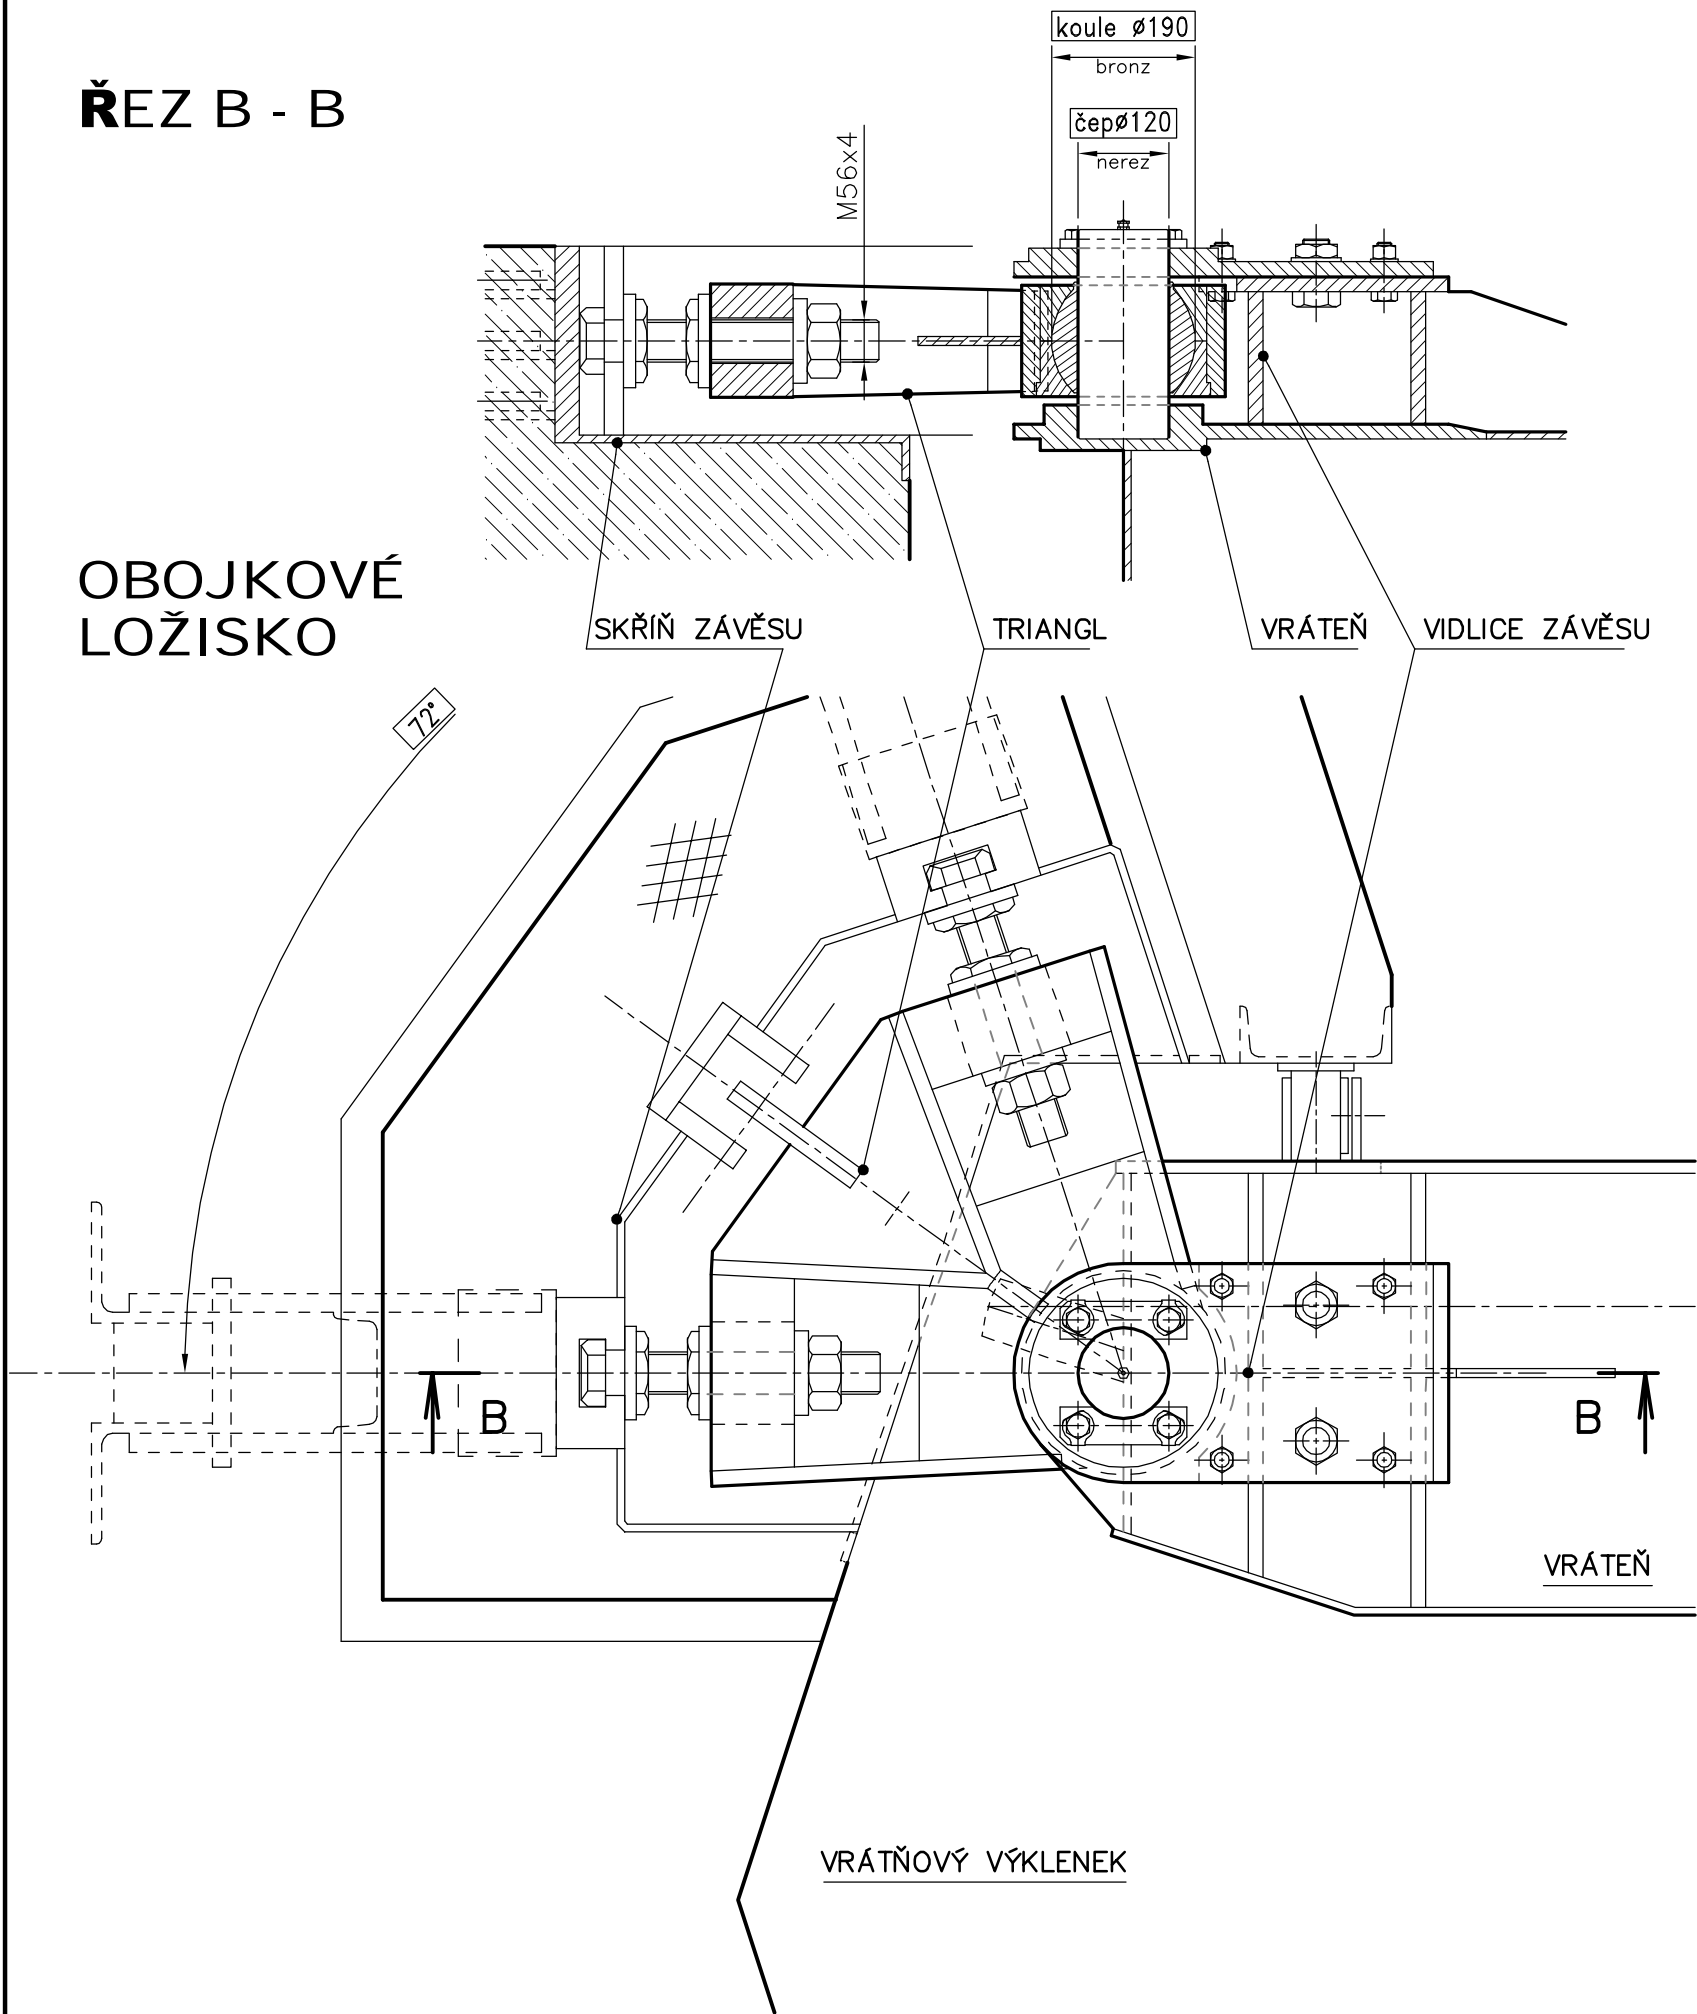 koule ø190
bronz
ŘEZ B - B
čepø120
nerez
M56x4
OBOJKOVÉ
LOŽISKO
SKŘÍŇ ZÁVĚSU
TRIANGL
VRÁTEŇ
VIDLICE ZÁVĚSU
72°
B
B
VRÁTEŇ
VRÁTŇOVÝ VÝKLENEK